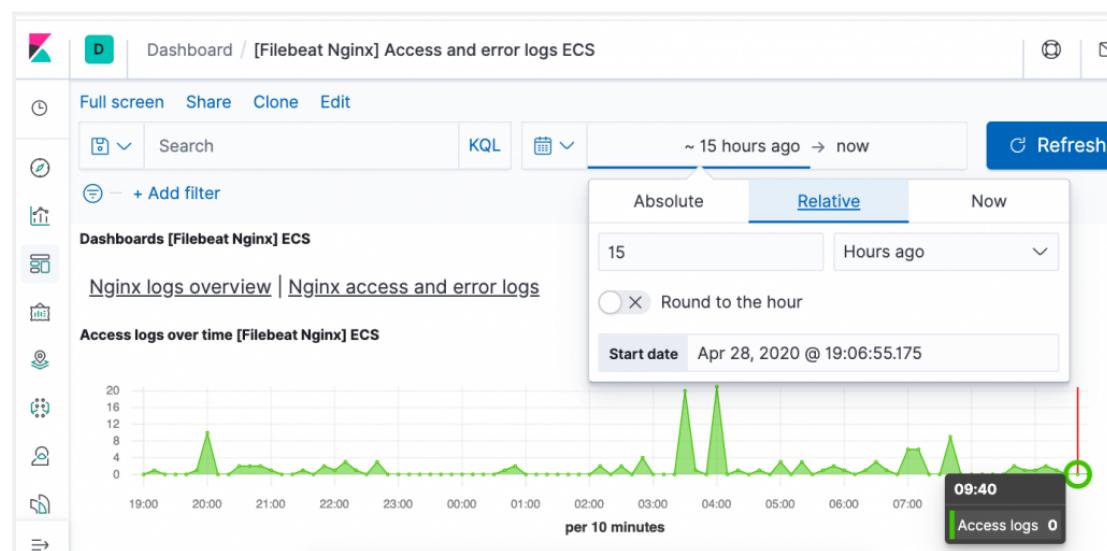 D Dashboard / [Filebeat Nginx] Access and error logs ECS
Full screen Share Clone Edit
Search KQL ~ 15 hours ago → now Refresh
+ Add filter
Absolute Relative Now
Dashboards [Filebeat Nginx] ECS
15 Hours ago
Nginx logs overview | Nginx access and error logs
Round to the hour
Access logs over time [Filebeat Nginx] ECS
Start date Apr 28, 2020 @ 19:06:55.175
20
16
12
8
4
0
19:00 20:00 21:00 22:00 23:00 00:00 01:00 02:00 03:00 04:00 05:00 06:00 07:00
per 10 minutes
09:40
Access logs 0